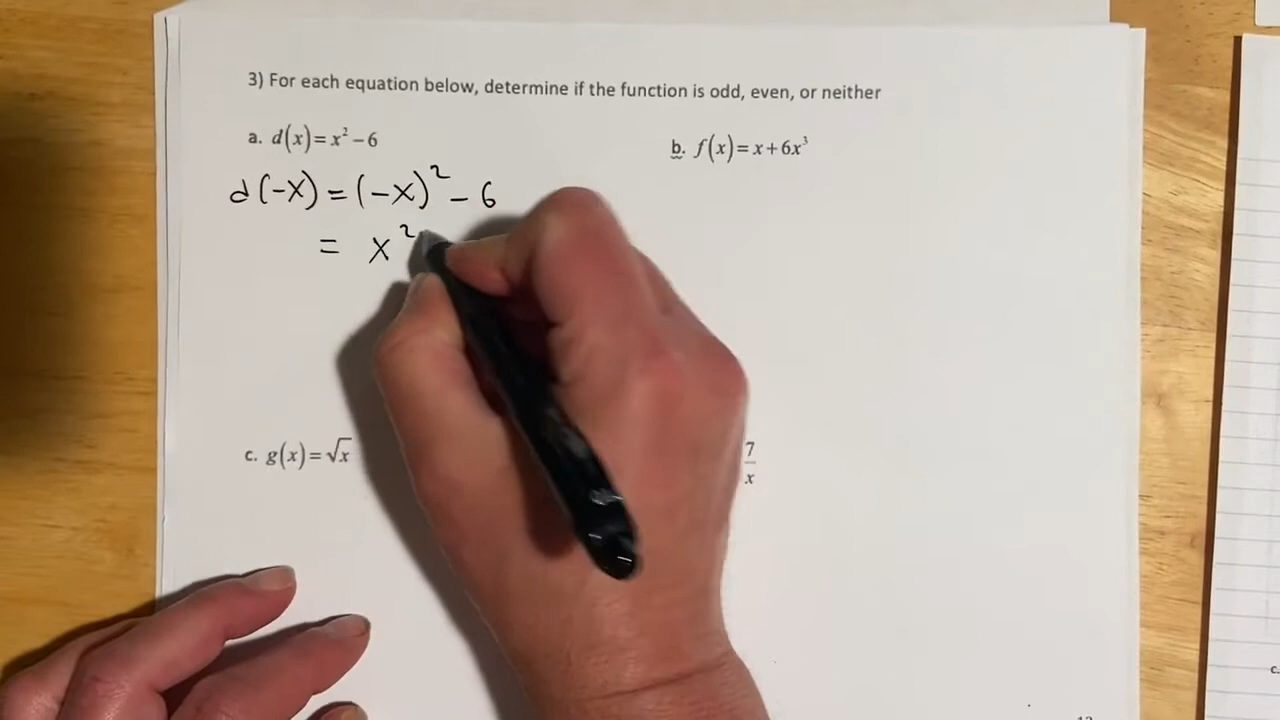 3) For each equation below, determine if the function is odd, even, or neither
a. d(x)=x²−6
b. f(x)=x+6x³
d(-x) = (-x)² - 6
= x²
c. g(x)=√x
7/x
c.